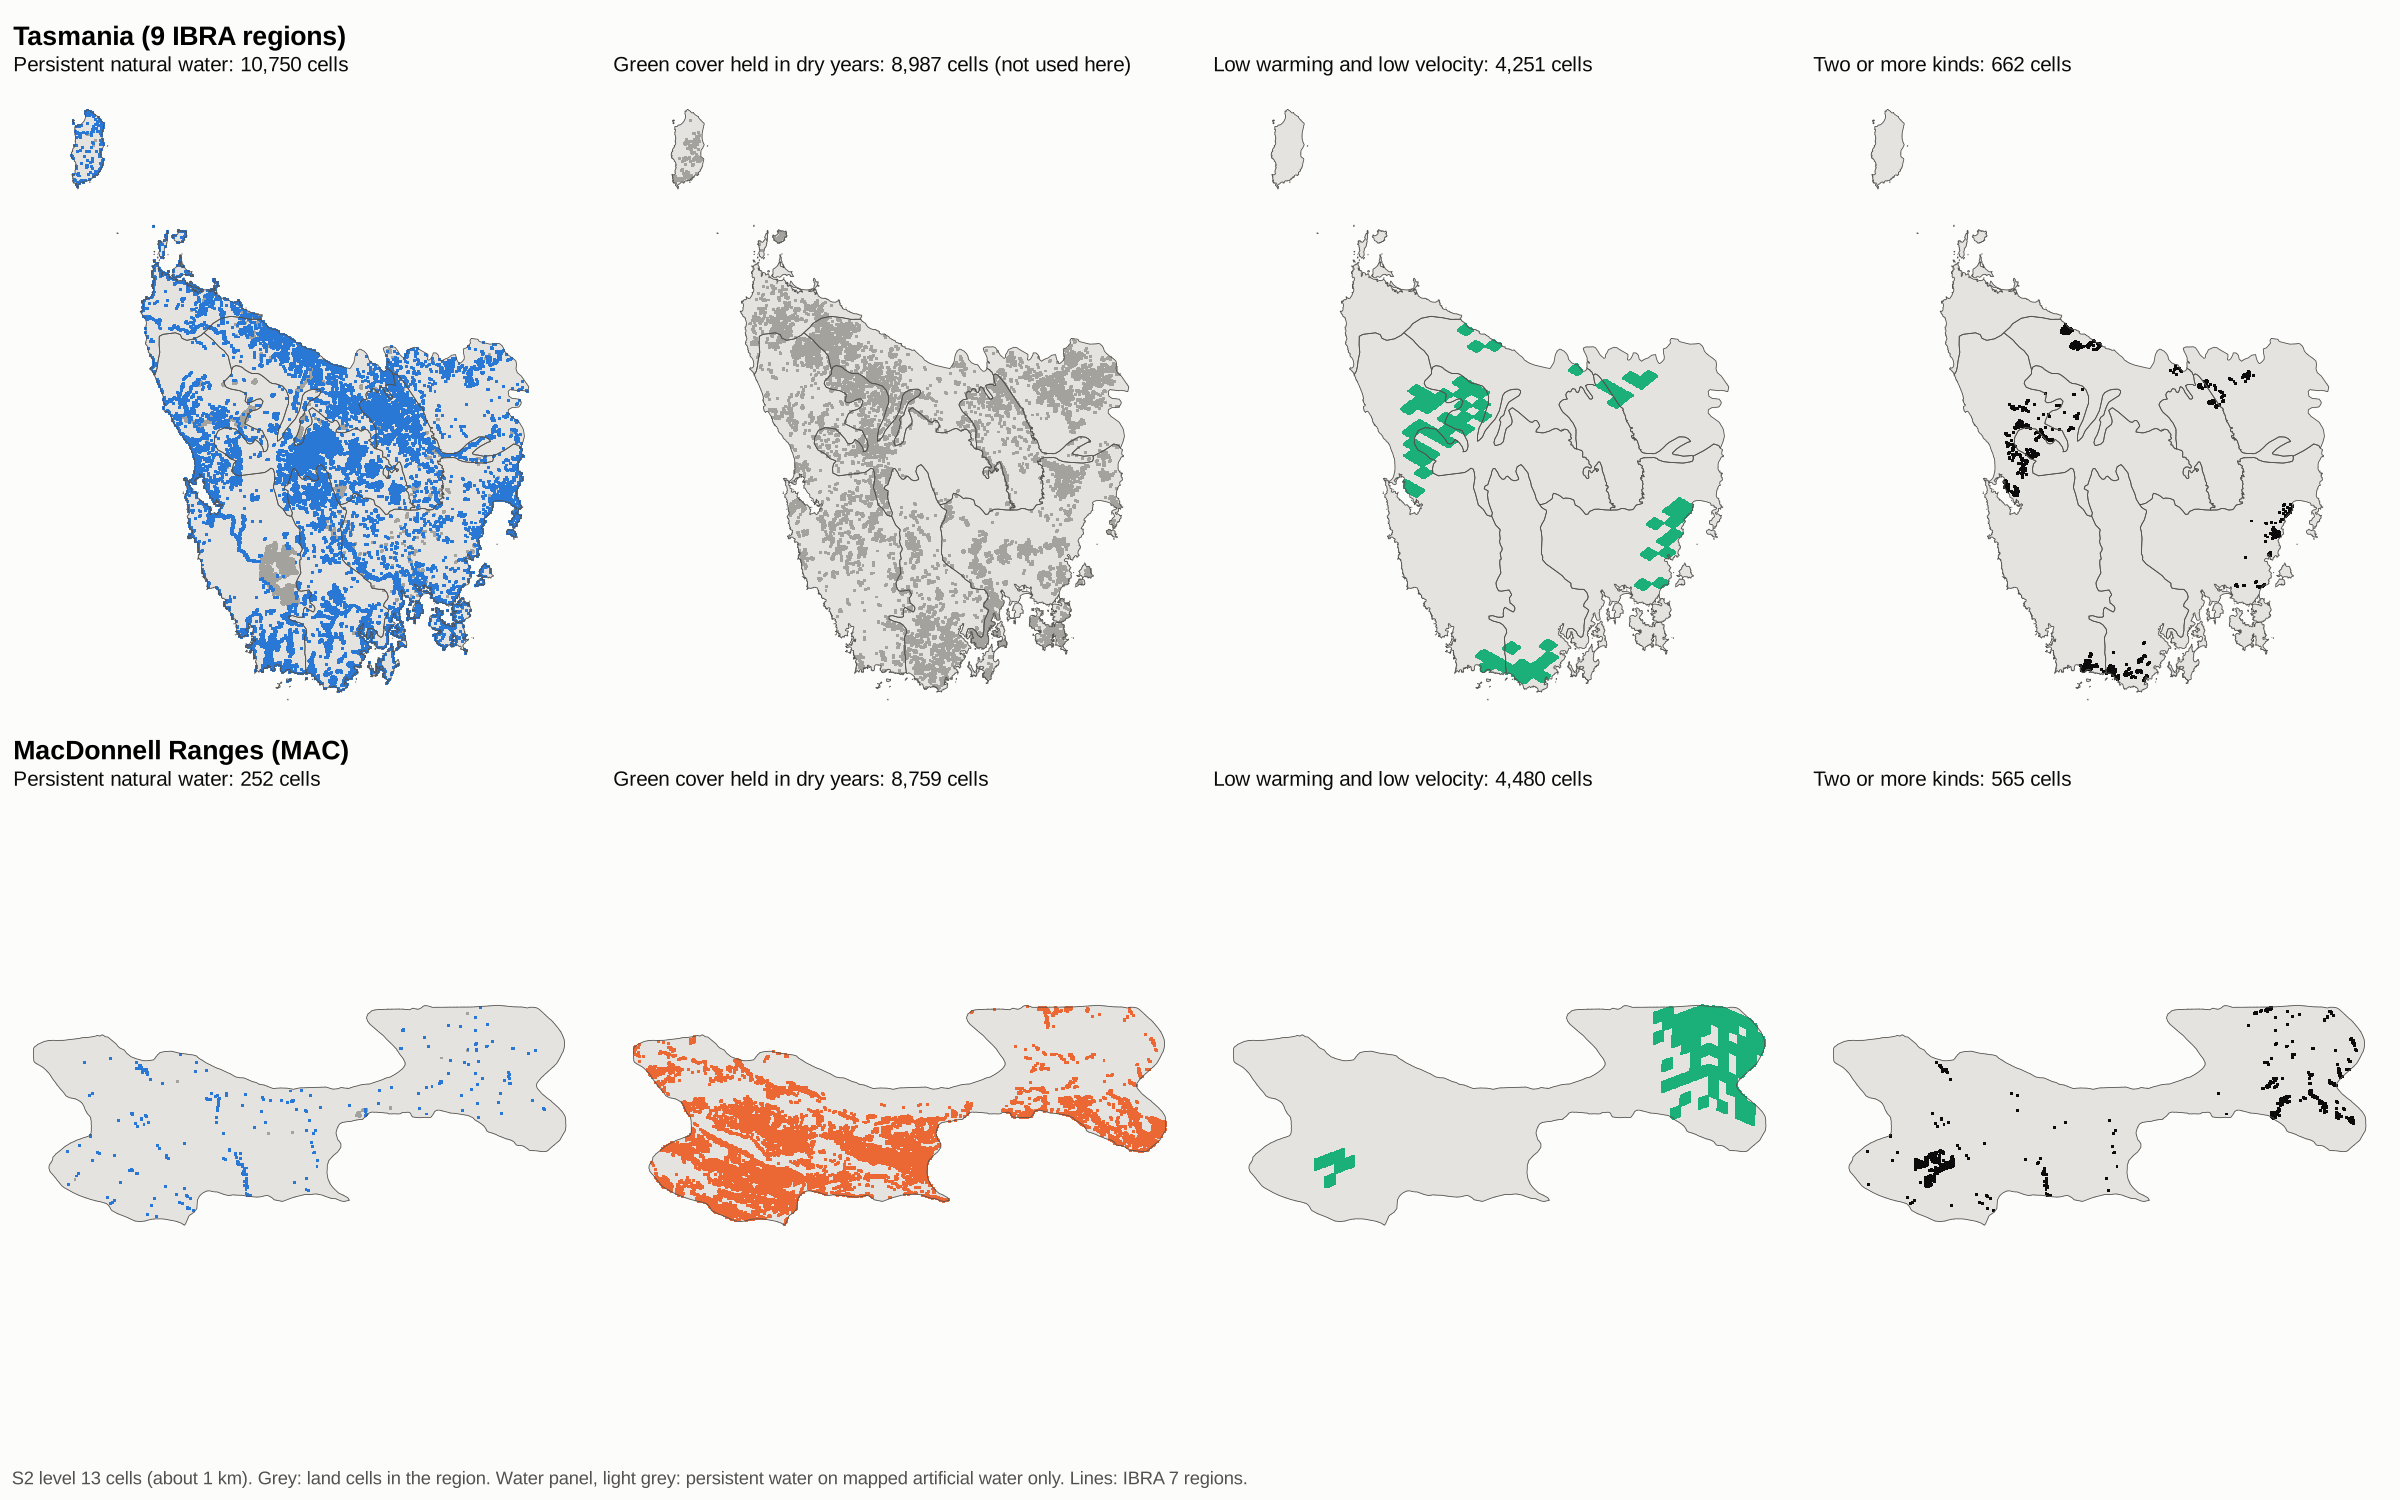 Tasmania (9 IBRA regions)
Persistent natural water: 10,750 cells
Green cover held in dry years: 8,987 cells (not used here)
Low warming and low velocity: 4,251 cells
Two or more kinds: 662 cells
MacDonnell Ranges (MAC)
Persistent natural water: 252 cells
Green cover held in dry years: 8,759 cells
Low warming and low velocity: 4,480 cells
Two or more kinds: 565 cells
S2 level 13 cells (about 1 km). Grey: land cells in the region. Water panel, light grey: persistent water on mapped artificial water only. Lines: IBRA 7 regions.